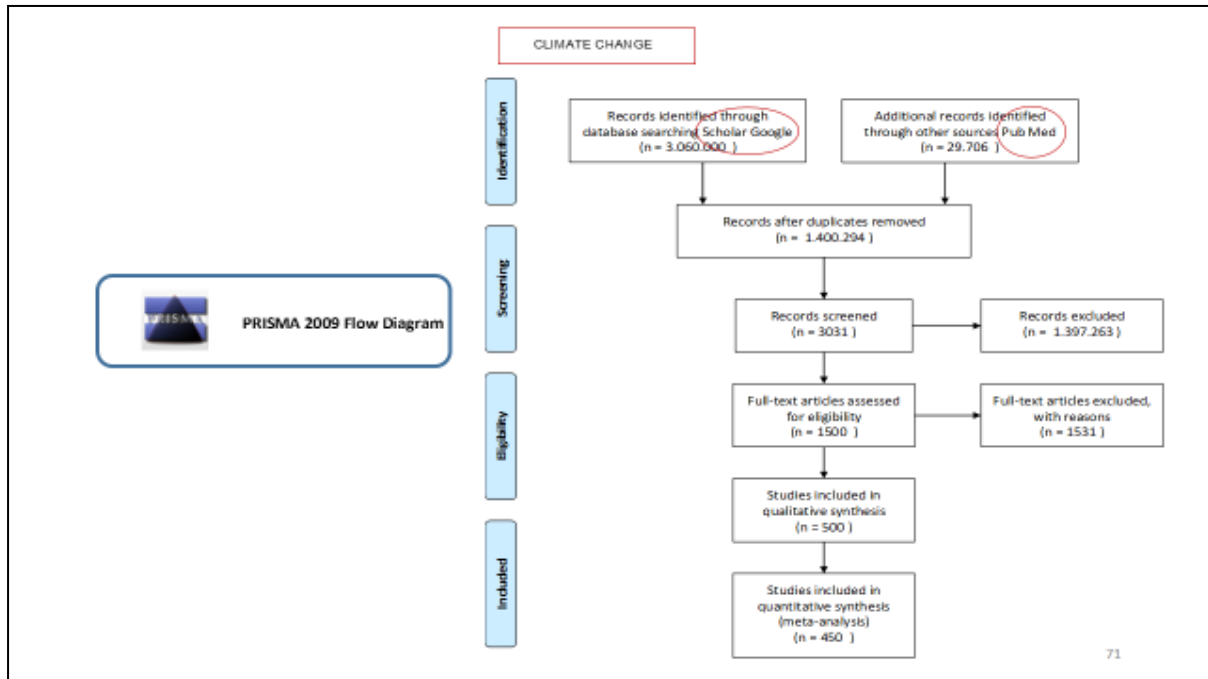 CLIMATE CHANGE
Identification
Records identified through
database searching Scholar Google
(n = 3.060.000 )
Additional records identified
through other sources Pub Med
(n = 29.706 )
Records after duplicates removed
(n = 1.400.294 )
Screening
PRISMA
PRISMA 2009 Flow Diagram
Records screened
(n = 3031 )
Records excluded
(n = 1.397.263 )
Eligibility
Full-text articles assessed
for eligibility
(n = 1500 )
Full-text articles excluded,
with reasons
(n = 1531 )
Studies included in
qualitative synthesis
(n = 500 )
Included
Studies included in
quantitative synthesis
(meta-analysis)
(n = 450 )
71